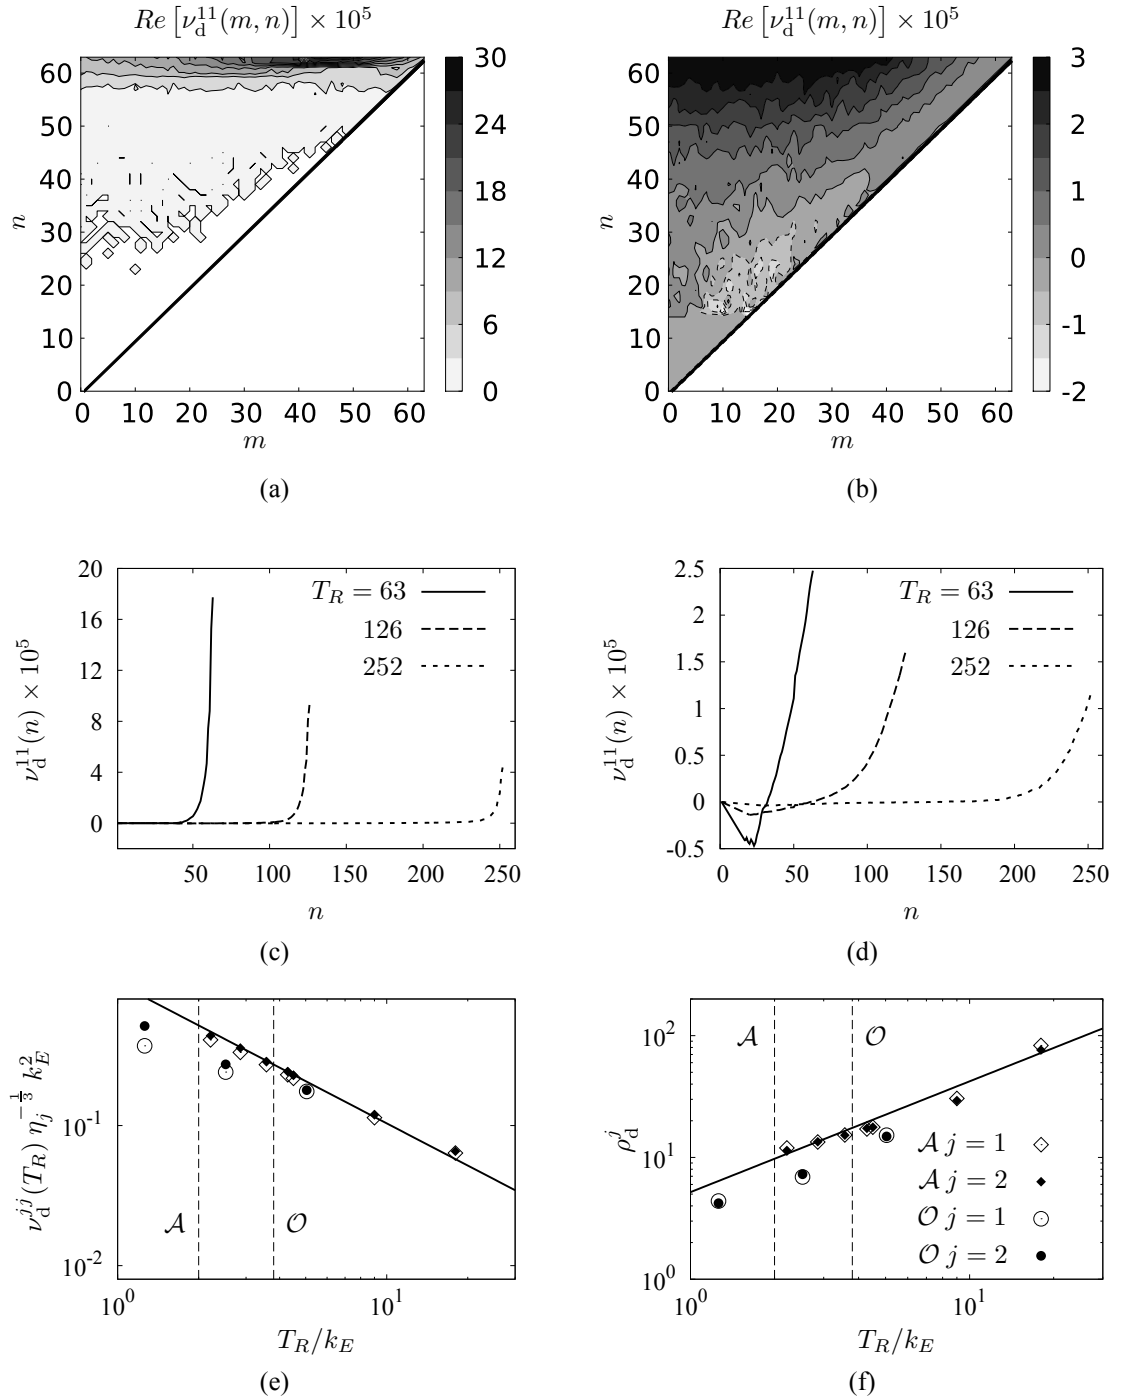 Re [ν_d^{11}(m, n)] × 10^5
60
50
40
30
20
10
0
0 10 20 30 40 50 60
n
m
30
24
18
12
6
0
(a)
Re [ν_d^{11}(m, n)] × 10^5
60
50
40
30
20
10
0
0 10 20 30 40 50 60
n
m
3
2
1
0
-1
-2
(b)
20
16
12
8
4
0
50 100 150 200 250
ν_d^{11}(n) × 10^5
n
T_R = 63
126
252
(c)
2.5
2
1.5
1
0.5
0
-0.5
0 50 100 150 200 250
ν_d^{11}(n) × 10^5
n
T_R = 63
126
252
(d)
10^{-1}
10^{-2}
10^0 10^1
ν_d^{jj}(T_R) η_j^{-1/3} k_E^2
T_R/k_E
𝒜
𝒪
(e)
10^2
10^1
10^0
10^0 10^1
ρ_d^j
T_R/k_E
𝒜
𝒪
𝒜 j = 1
𝒜 j = 2
𝒪 j = 1
𝒪 j = 2
(f)